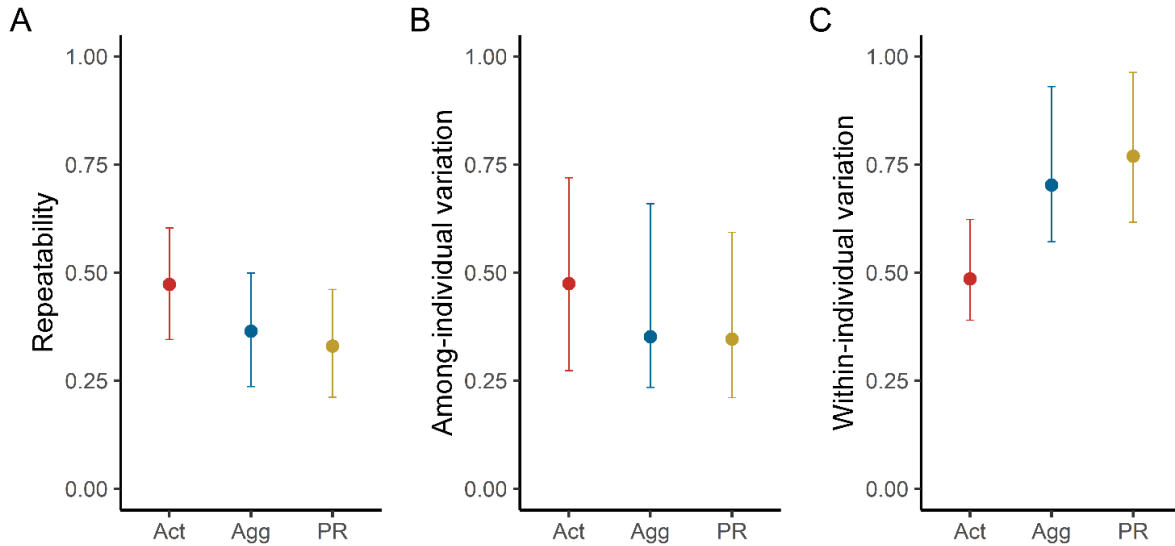 A
Repeatability
1.00
0.75
0.50
0.25
0.00
Act Agg PR
B
Among-individual variation
1.00
0.75
0.50
0.25
0.00
Act Agg PR
C
Within-individual variation
1.00
0.75
0.50
0.25
0.00
Act Agg PR